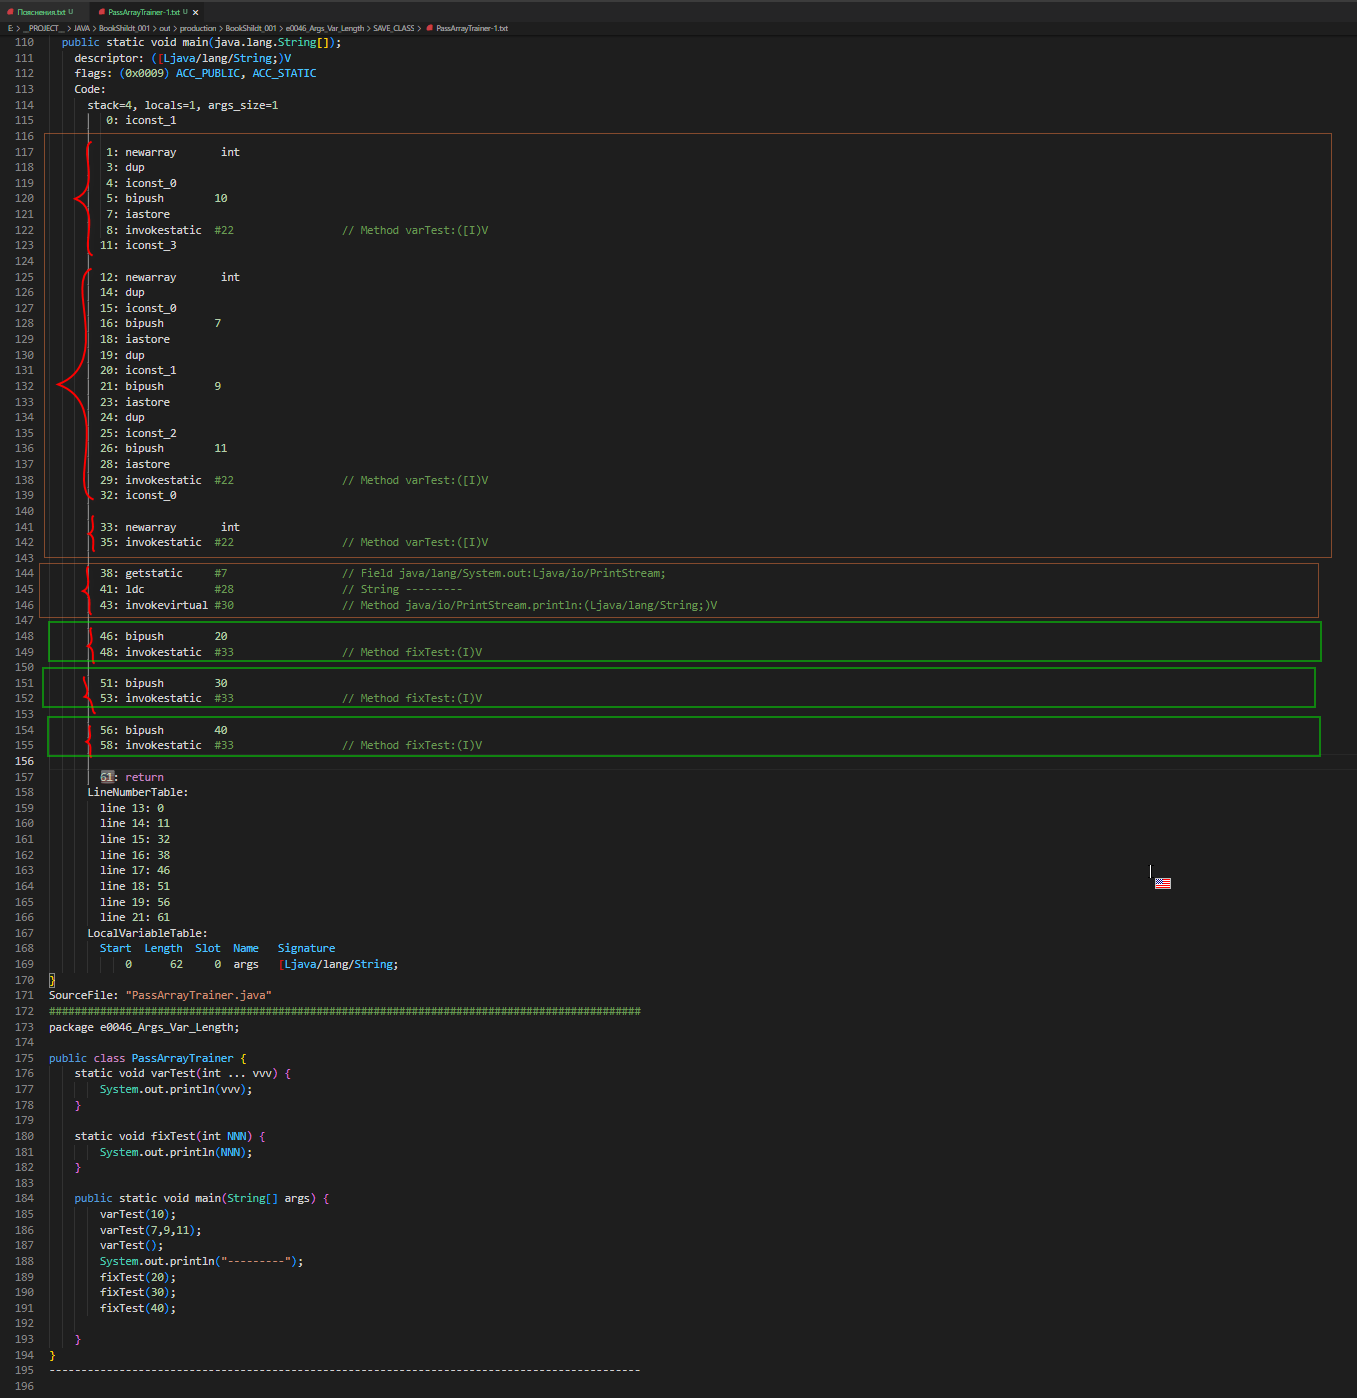 Пояснения.txt U PassArrayTrainer-1.txt U ×
E: > __PROJECT__ > JAVA > BookShildt_001 > out > production > BookShildt_001 > e0046_Args_Var_Length > SAVE_CLASS > PassArrayTrainer-1.txt
110 public static void main(java.lang.String[]);
111 descriptor: ([Ljava/lang/String;)V
112 flags: (0x0009) ACC_PUBLIC, ACC_STATIC
113 Code:
114 stack=4, locals=1, args_size=1
115 0: iconst_1
116
117 1: newarray int
118 3: dup
119 4: iconst_0
120 5: bipush 10
121 7: iastore
122 8: invokestatic #22 // Method varTest:([I)V
123 11: iconst_3
124
125 12: newarray int
126 14: dup
127 15: iconst_0
128 16: bipush 7
129 18: iastore
130 19: dup
131 20: iconst_1
132 21: bipush 9
133 23: iastore
134 24: dup
135 25: iconst_2
136 26: bipush 11
137 28: iastore
138 29: invokestatic #22 // Method varTest:([I)V
139 32: iconst_0
140
141 33: newarray int
142 35: invokestatic #22 // Method varTest:([I)V
143
144 38: getstatic #7 // Field java/lang/System.out:Ljava/io/PrintStream;
145 41: ldc #28 // String ---------
146 43: invokevirtual #30 // Method java/io/PrintStream.println:(Ljava/lang/String;)V
147
148 46: bipush 20
149 48: invokestatic #33 // Method fixTest:(I)V
150
151 51: bipush 30
152 53: invokestatic #33 // Method fixTest:(I)V
153
154 56: bipush 40
155 58: invokestatic #33 // Method fixTest:(I)V
156
157 61: return
158 LineNumberTable:
159 line 13: 0
160 line 14: 11
161 line 15: 32
162 line 16: 38
163 line 17: 46
164 line 18: 51
165 line 19: 56
166 line 21: 61
167 LocalVariableTable:
168 Start Length Slot Name Signature
169 0 62 0 args [Ljava/lang/String;
170 }
171 SourceFile: "PassArrayTrainer.java"
172 #############################################################################################
173 package e0046_Args_Var_Length;
174
175 public class PassArrayTrainer {
176 static void varTest(int ... vvv) {
177 System.out.println(vvv);
178 }
179
180 static void fixTest(int NNN) {
181 System.out.println(NNN);
182 }
183
184 public static void main(String[] args) {
185 varTest(10);
186 varTest(7,9,11);
187 varTest();
188 System.out.println("---------");
189 fixTest(20);
190 fixTest(30);
191 fixTest(40);
192
193 }
194 }
195 ---------------------------------------------------------------------------------------------
196